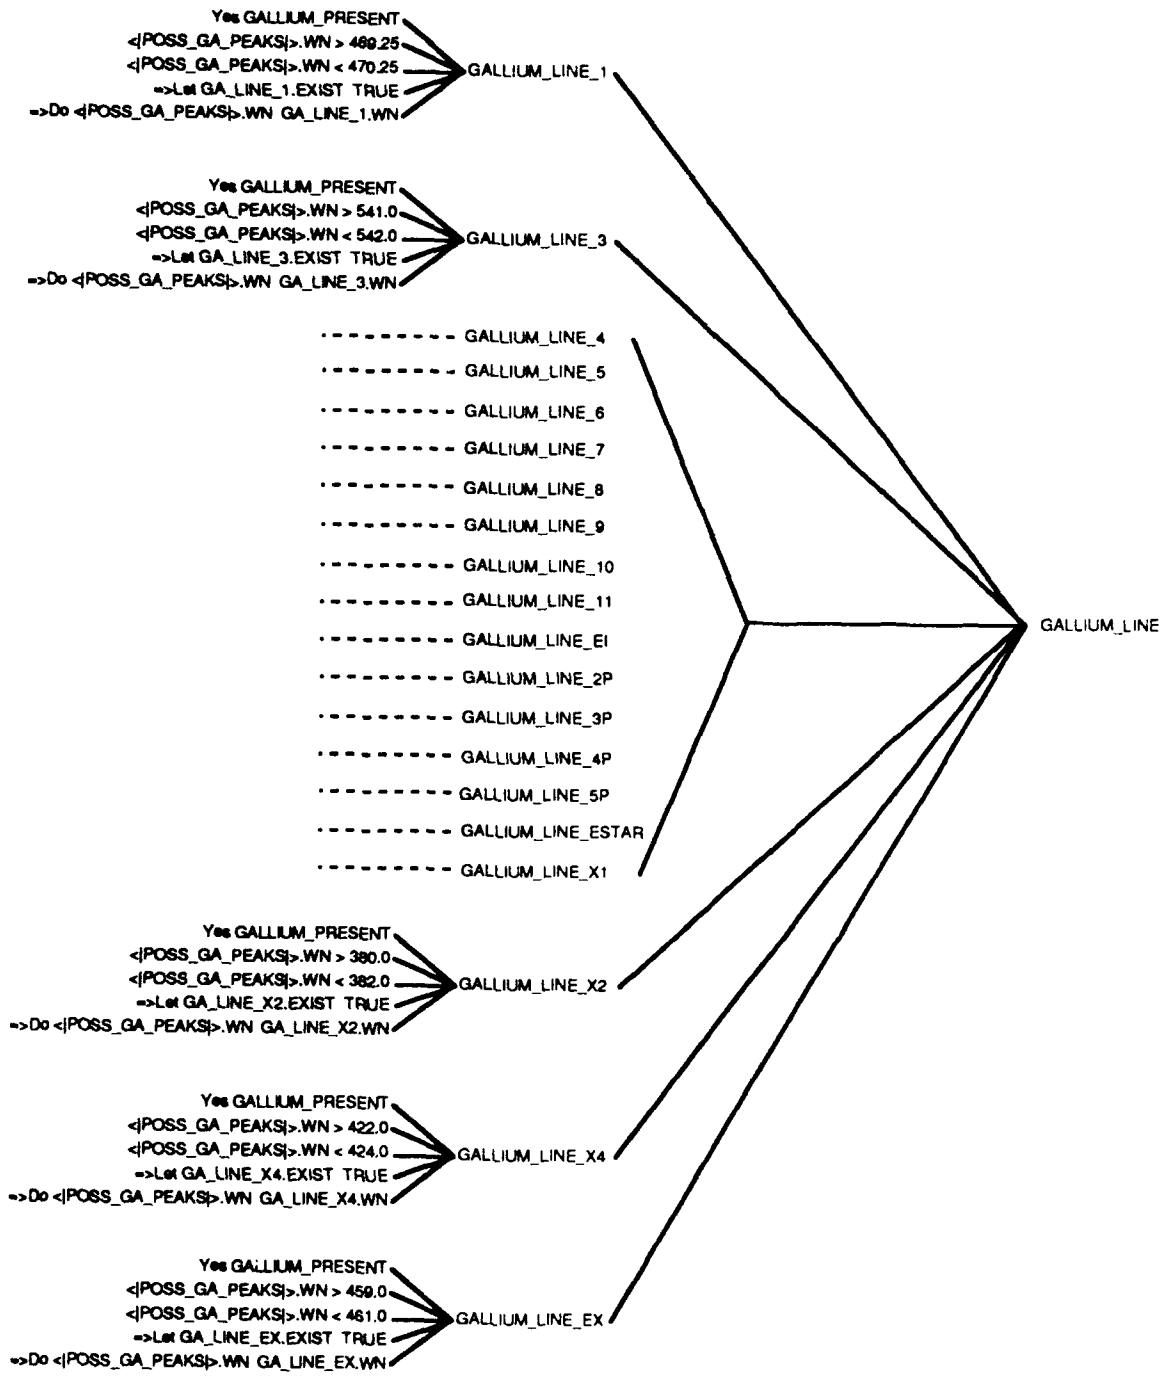 Yes GALLIUM_PRESENT
<|POSS_GA_PEAKS|>.WN > 469.25
<|POSS_GA_PEAKS|>.WN < 470.25
=>Let GA_LINE_1.EXIST TRUE
=>Do <|POSS_GA_PEAKS|>.WN GA_LINE_1.WN
GALLIUM_LINE_1
Yes GALLIUM_PRESENT
<|POSS_GA_PEAKS|>.WN > 541.0
<|POSS_GA_PEAKS|>.WN < 542.0
=>Let GA_LINE_3.EXIST TRUE
=>Do <|POSS_GA_PEAKS|>.WN GA_LINE_3.WN
GALLIUM_LINE_3
GALLIUM_LINE_4
GALLIUM_LINE_5
GALLIUM_LINE_6
GALLIUM_LINE_7
GALLIUM_LINE_8
GALLIUM_LINE_9
GALLIUM_LINE_10
GALLIUM_LINE_11
GALLIUM_LINE_EI
GALLIUM_LINE_2P
GALLIUM_LINE_3P
GALLIUM_LINE_4P
GALLIUM_LINE_5P
GALLIUM_LINE_ESTAR
GALLIUM_LINE_X1
GALLIUM_LINE
Yes GALLIUM_PRESENT
<|POSS_GA_PEAKS|>.WN > 380.0
<|POSS_GA_PEAKS|>.WN < 382.0
=>Let GA_LINE_X2.EXIST TRUE
=>Do <|POSS_GA_PEAKS|>.WN GA_LINE_X2.WN
GALLIUM_LINE_X2
Yes GALLIUM_PRESENT
<|POSS_GA_PEAKS|>.WN > 422.0
<|POSS_GA_PEAKS|>.WN < 424.0
=>Let GA_LINE_X4.EXIST TRUE
=>Do <|POSS_GA_PEAKS|>.WN GA_LINE_X4.WN
GALLIUM_LINE_X4
Yes GALLIUM_PRESENT
<|POSS_GA_PEAKS|>.WN > 459.0
<|POSS_GA_PEAKS|>.WN < 461.0
=>Let GA_LINE_EX.EXIST TRUE
=>Do <|POSS_GA_PEAKS|>.WN GA_LINE_EX.WN
GALLIUM_LINE_EX